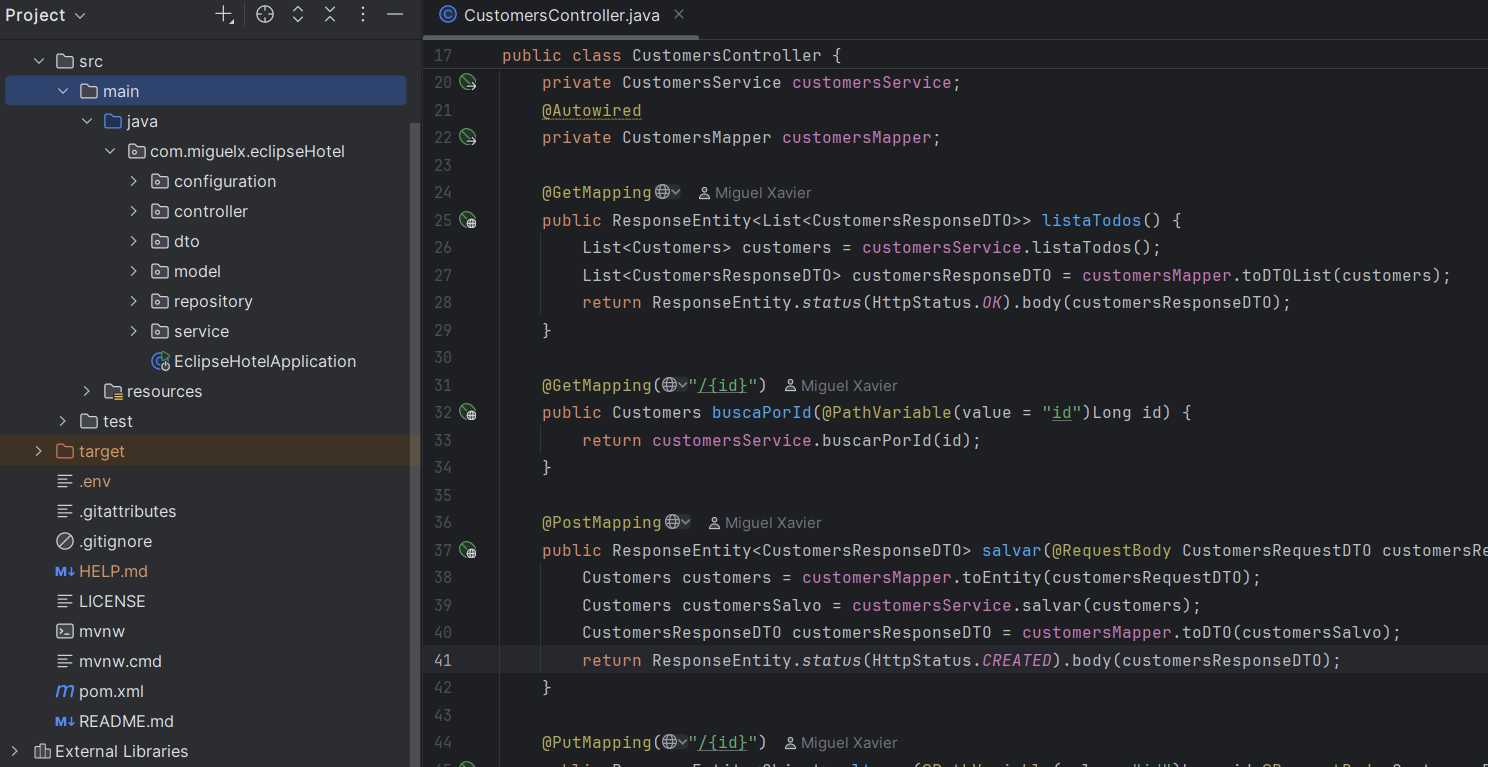 Project
src
main
java
com.miguelx.eclipseHotel
configuration
controller
dto
model
repository
service
EclipseHotelApplication
resources
test
target
.env
.gitattributes
.gitignore
HELP.md
LICENSE
mvnw
mvnw.cmd
pom.xml
README.md
External Libraries
CustomersController.java
17 public class CustomersController {
20 private CustomersService customersService;
21 @Autowired
22 private CustomersMapper customersMapper;
23
24 @GetMapping Miguel Xavier
25 public ResponseEntity<List<CustomersResponseDTO>> listaTodos() {
26 List<Customers> customers = customersService.listaTodos();
27 List<CustomersResponseDTO> customersResponseDTO = customersMapper.toDTOList(customers);
28 return ResponseEntity.status(HttpStatus.OK).body(customersResponseDTO);
29 }
30
31 @GetMapping("/{id}") Miguel Xavier
32 public Customers buscaPorId(@PathVariable(value = "id")Long id) {
33 return customersService.buscarPorId(id);
34 }
35
36 @PostMapping Miguel Xavier
37 public ResponseEntity<CustomersResponseDTO> salvar(@RequestBody CustomersRequestDTO customersRe
38 Customers customers = customersMapper.toEntity(customersRequestDTO);
39 Customers customersSalvo = customersService.salvar(customers);
40 CustomersResponseDTO customersResponseDTO = customersMapper.toDTO(customersSalvo);
41 return ResponseEntity.status(HttpStatus.CREATED).body(customersResponseDTO);
42 }
43
44 @PutMapping("/{id}") Miguel Xavier